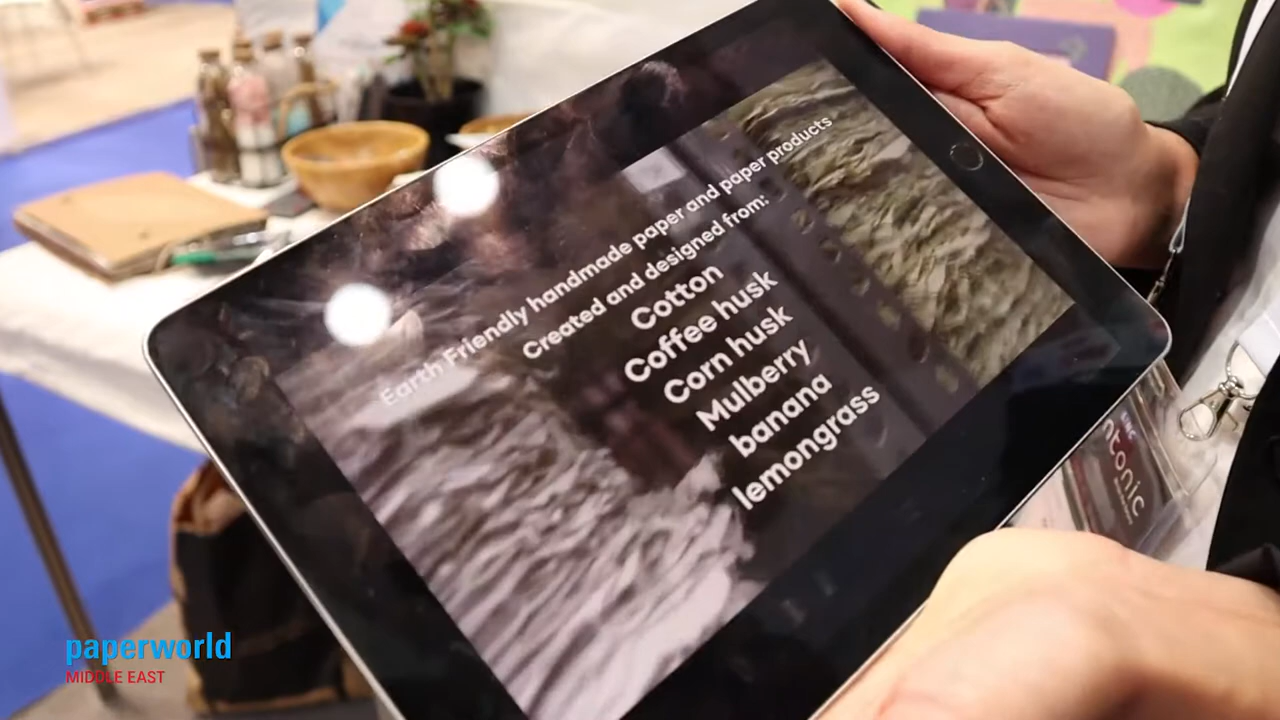 Earth Friendly handmade paper and paper products
Created and designed from:
Cotton
Coffee husk
Corn husk
Mulberry
banana
lemongrass
ntonic
paperworld
MIDDLE EAST